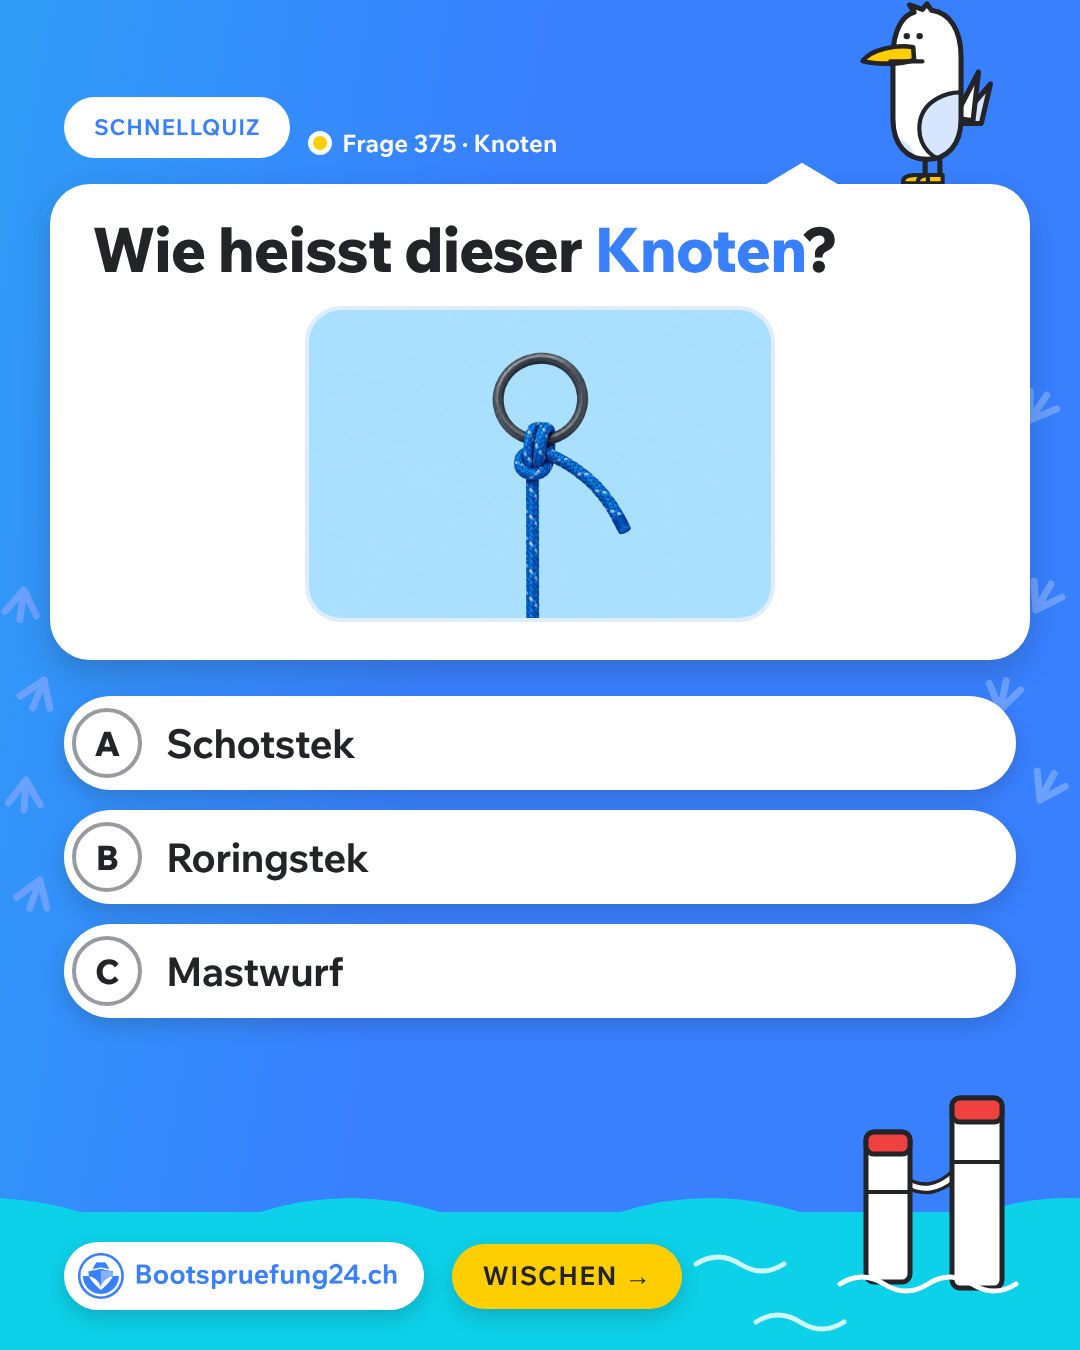 SCHNELLQUIZ
Frage 375 · Knoten
Wie heisst dieser Knoten?
A Schotstek
B Roringstek
C Mastwurf
Bootspruefung24.ch
WISCHEN →